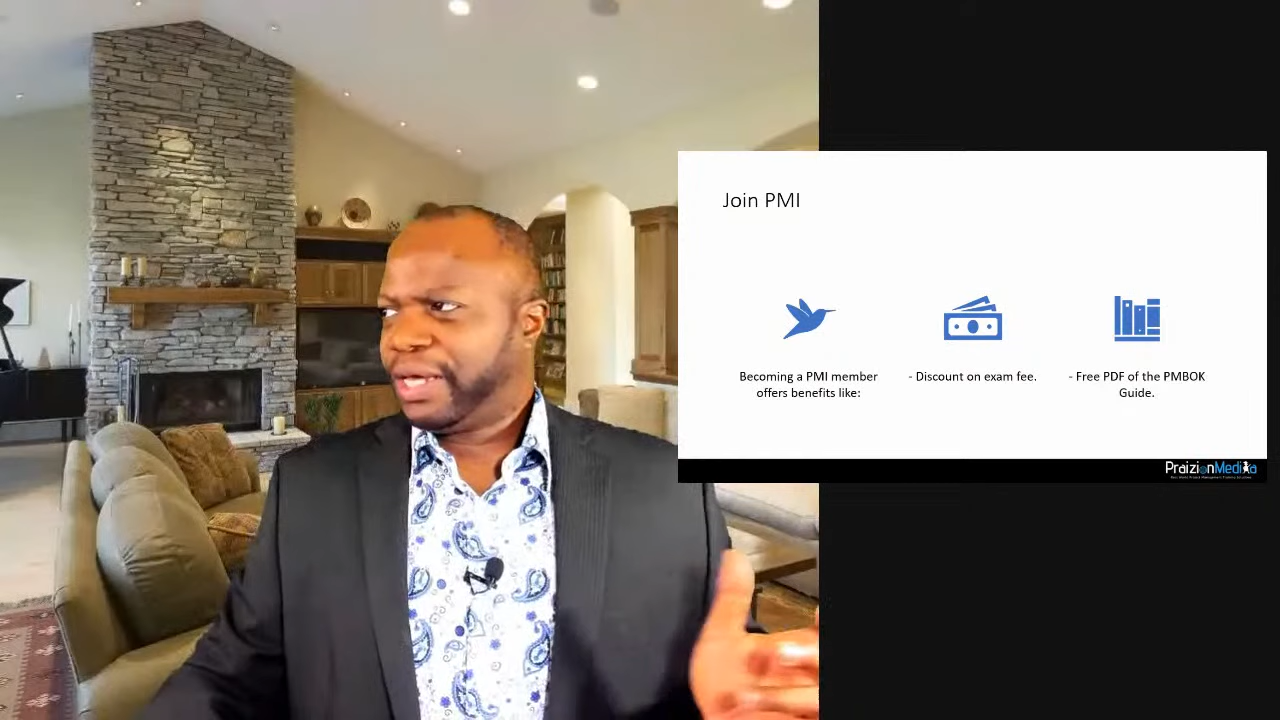 Join PMI
Becoming a PMI member
offers benefits like:
- Discount on exam fee.
- Free PDF of the PMBOK
Guide.
PraizionMedia